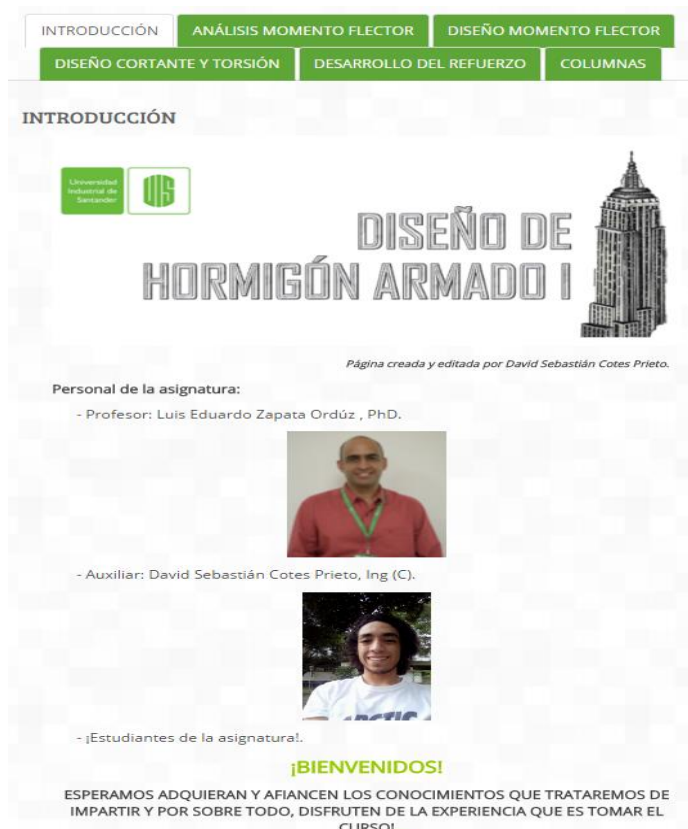 INTRODUCCIÓN
ANÁLISIS MOMENTO FLECTOR
DISEÑO MOMENTO FLECTOR
DISEÑO CORTANTE Y TORSIÓN
DESARROLLO DEL REFUERZO
COLUMNAS
INTRODUCCIÓN
Universidad
Industrial de
Santander
UIS
DISEÑO DE
HORMIGÓN ARMADO I
Página creada y editada por David Sebastián Cotes Prieto.
Personal de la asignatura:
- Profesor: Luis Eduardo Zapata Ordúz , PhD.
- Auxiliar: David Sebastián Cotes Prieto, Ing (C).
ARCTIC
- ¡Estudiantes de la asignatura!.
¡BIENVENIDOS!
ESPERAMOS ADQUIERAN Y AFIANCEN LOS CONOCIMIENTOS QUE TRATAREMOS DE
IMPARTIR Y POR SOBRE TODO, DISFRUTEN DE LA EXPERIENCIA QUE ES TOMAR EL
CURSO!